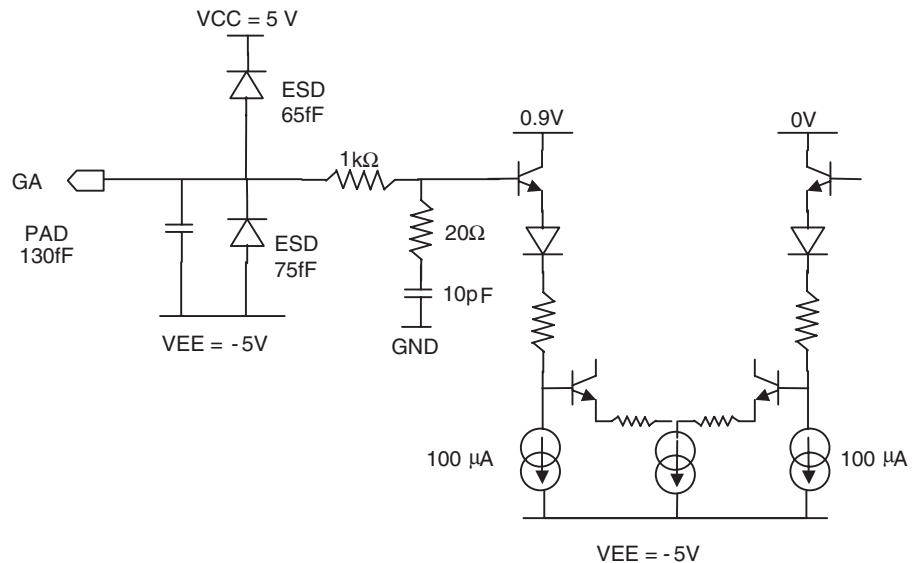 VCC = 5 V
ESD
65fF
0.9V
0V
1kΩ
GA
PAD
130fF
ESD
75fF
20Ω
10pF
GND
VEE = -5V
100 μA
100 μA
VEE = -5V